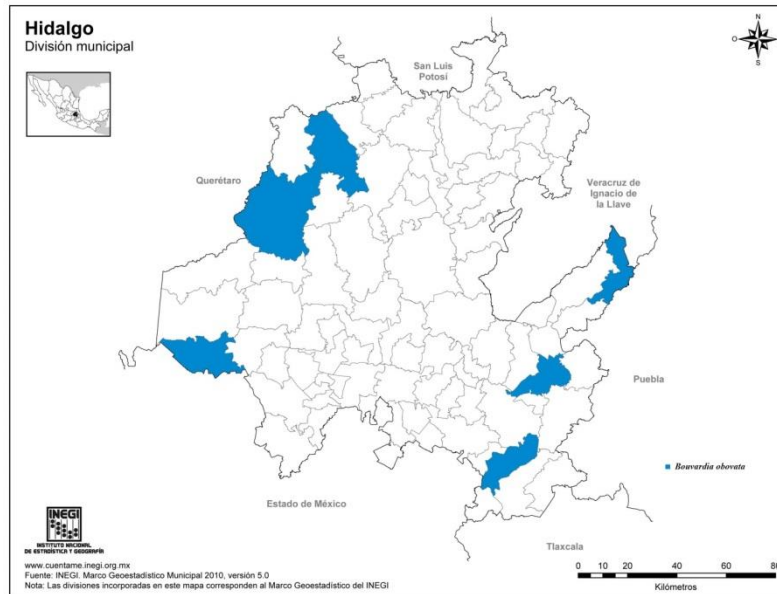 Hidalgo
División municipal
N
O
E
S
San Luis
Potosí
Querétaro
Veracruz de
Ignacio de
la Llave
Puebla
Bouvardia obovata
Estado de México
Tlaxcala
INEGI
INSTITUTO NACIONAL
DE ESTADÍSTICA Y GEOGRAFÍA
www.cuentame.inegi.org.mx
Fuente: INEGI. Marco Geoestadístico Municipal 2010, versión 5.0
Nota: Las divisiones incorporadas en este mapa corresponden al Marco Geoestadístico del INEGI
0 10 20 40 60 80
Kilómetros